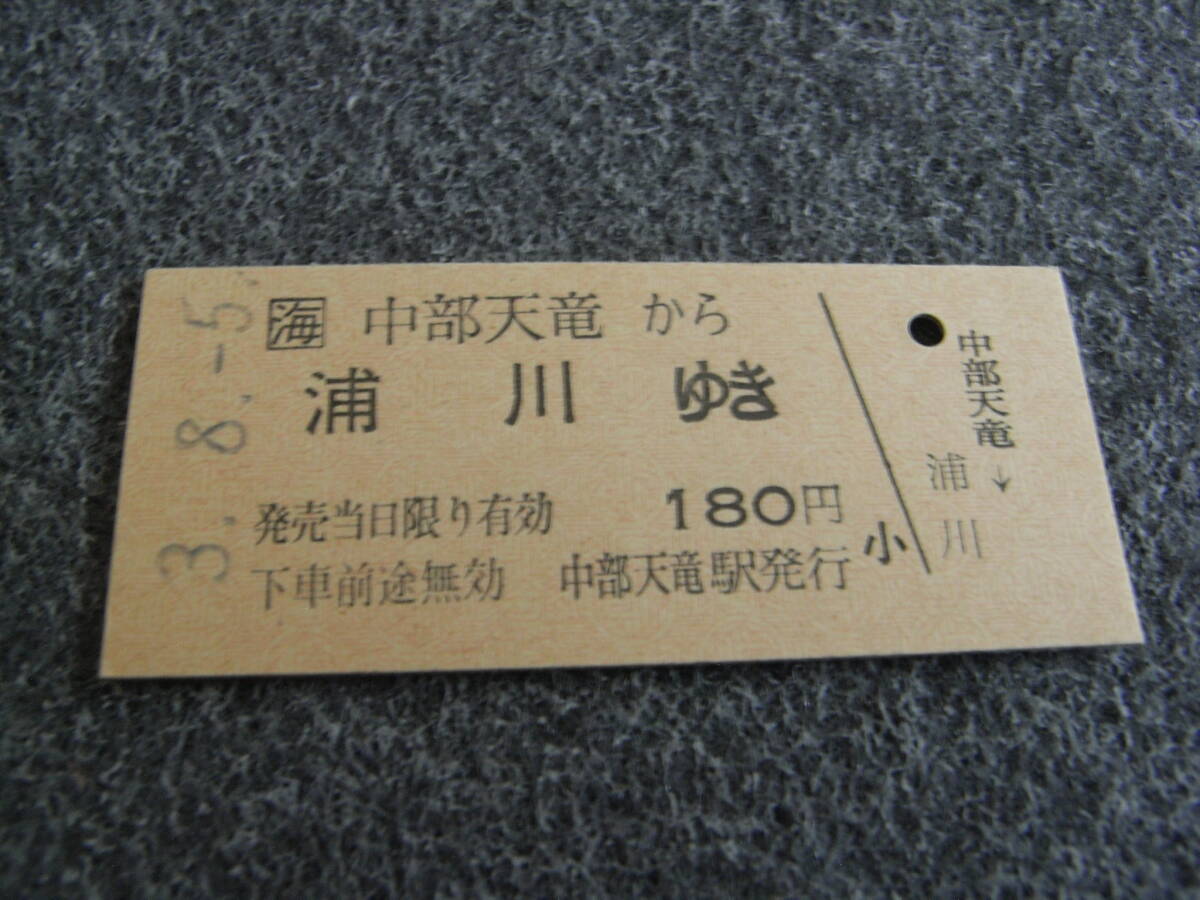 3.-8.-5
海 中部天竜 から
浦川 ゆき
発売当日限り有効 180円
下車前途無効 中部天竜駅発行
小
中部天竜
↓
浦川